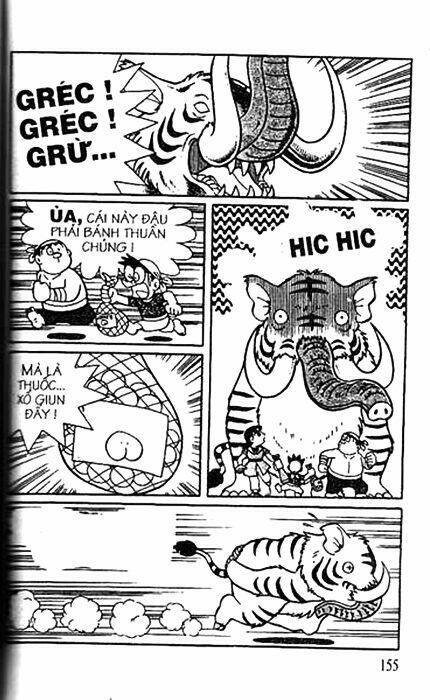 GRÉC !
GRÉC !
GRỪ...
ỦA, CÁI NÀY ĐÂU
PHẢI BÁNH THUẦN
CHỦNG !
HIC HIC
MÀ LÀ
THUỐC...
XỔ GIUN
ĐẤY !
155